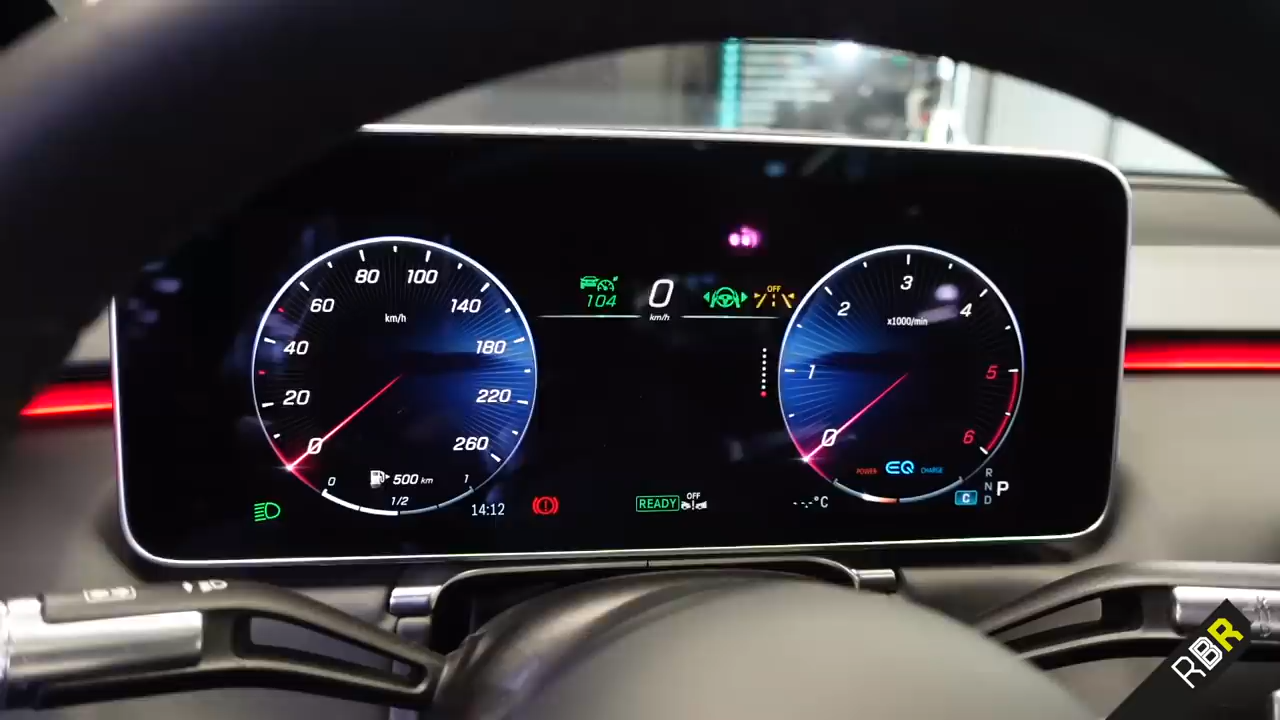 0
20
40
60
80
100
140
180
220
260
km/h
500 km
0
1/2
1
14:12
104
0
km/h
OFF
READY
OFF
--.-°C
0
1
2
3
4
5
6
x1000/min
POWER
EQ
CHARGE
C
R
N
D
P
RBR